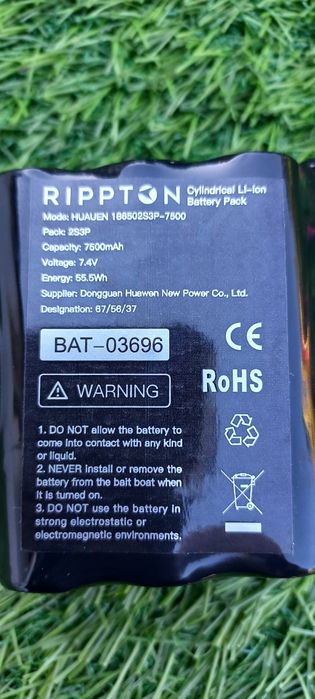 RIPPTON Cylindrical Li-ion
Battery Pack
Mode: HUAUEN 186502S3P-7500
Pack: 2S3P
Capacity: 7500mAh
Voltage: 7.4V
Energy: 55.5Wh
Supplier: Dongguan Huawen New Power Co., Ltd.
Designation: 67/56/37
BAT-03696
CE
WARNING
RoHS
1. DO NOT allow the battery to
come into contact with any kind
or liquid.
2. NEVER install or remove the
battery from the bait boat when
it is turned on.
3. DO NOT use the battery in
strong electrostatic or
electromagnetic environments.